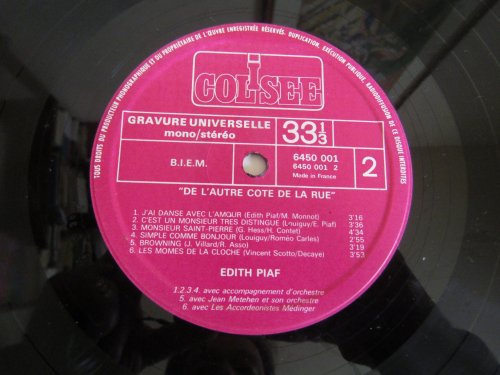 TOUS DROITS DU PRODUCTEUR PHONOGRAPHIQUE ET DU PROPRIETAIRE DE L'ŒUVRE ENREGISTREE RESERVES. DUPLICATION, EXECUTION PUBLIQUE, RADIODIFFUSION DE CE DISQUE INTERDITES
COLISEE
GRAVURE UNIVERSELLE
mono/stéréo
33 1/3
B.I.E.M.
6450 001
6450 001 2
Made in France
2
"DE L'AUTRE COTE DE LA RUE"
1. J'AI DANSE AVEC L'AMOUR (Edith Piaf/M. Monnot) 3'16
2. C'EST UN MONSIEUR TRES DISTINGUE (Louiguy/E. Piaf) 3'36
3. MONSIEUR SAINT-PIERRE (G. Hess/H. Contet) 4'34
4. SIMPLE COMME BONJOUR (Louiguy/Romeo Carles) 2'55
5. BROWNING (J. Villard/R. Asso) 3'19
6. LES MOMES DE LA CLOCHE (Vincent Scotto/Decaye) 3'53
EDITH PIAF
1.2.3.4. avec accompagnement d'orchestre
5. avec Jean Metehen et son orchestre
6. avec Les Accordeonistes Médinger